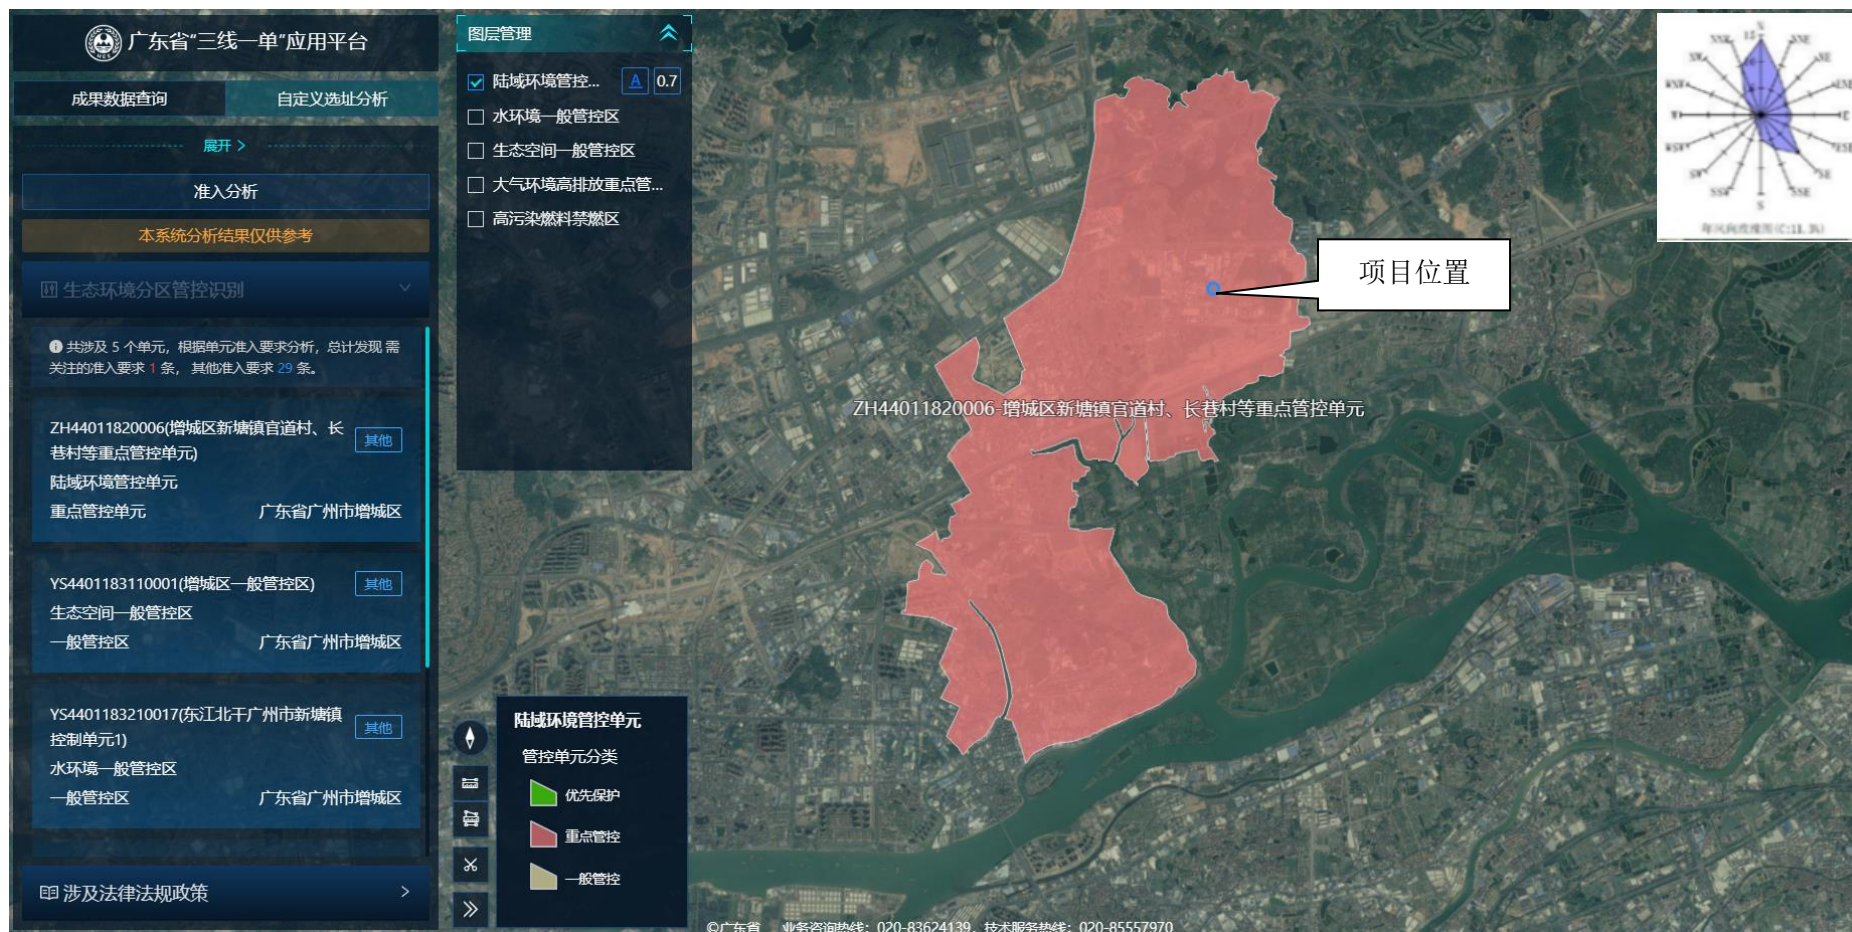 广东省“三线一单”应用平台
成果数据查询
自定义选址分析
展开 >
准入分析
本系统分析结果仅供参考
生态环境分区管控识别
共涉及 5 个单元，根据单元准入要求分析，总计发现 需
关注的准入要求 1 条， 其他准入要求 29 条。
ZH44011820006(增城区新塘镇官道村、长
巷村等重点管控单元)
其他
陆域环境管控单元
重点管控单元
广东省广州市增城区
YS4401183110001(增城区一般管控区)
其他
生态空间一般管控区
一般管控区
广东省广州市增城区
YS4401183210017(东江北干广州市新塘镇
控制单元1)
其他
水环境一般管控区
一般管控区
广东省广州市增城区
涉及法律法规政策
图层管理
陆域环境管控...
A
0.7
水环境一般管控区
生态空间一般管控区
大气环境高排放重点管...
高污染燃料禁燃区
陆域环境管控单元
管控单元分类
优先保护
重点管控
一般管控
项目位置
ZH44011820006-增城区新塘镇官道村、长巷村等重点管控单元
N
NNE
NE
ENE
E
ESE
SE
SSE
S
SSW
SW
WSW
W
NW
NNW
©广东省
业务咨询热线：020-83624139，技术服务热线：020-85557970